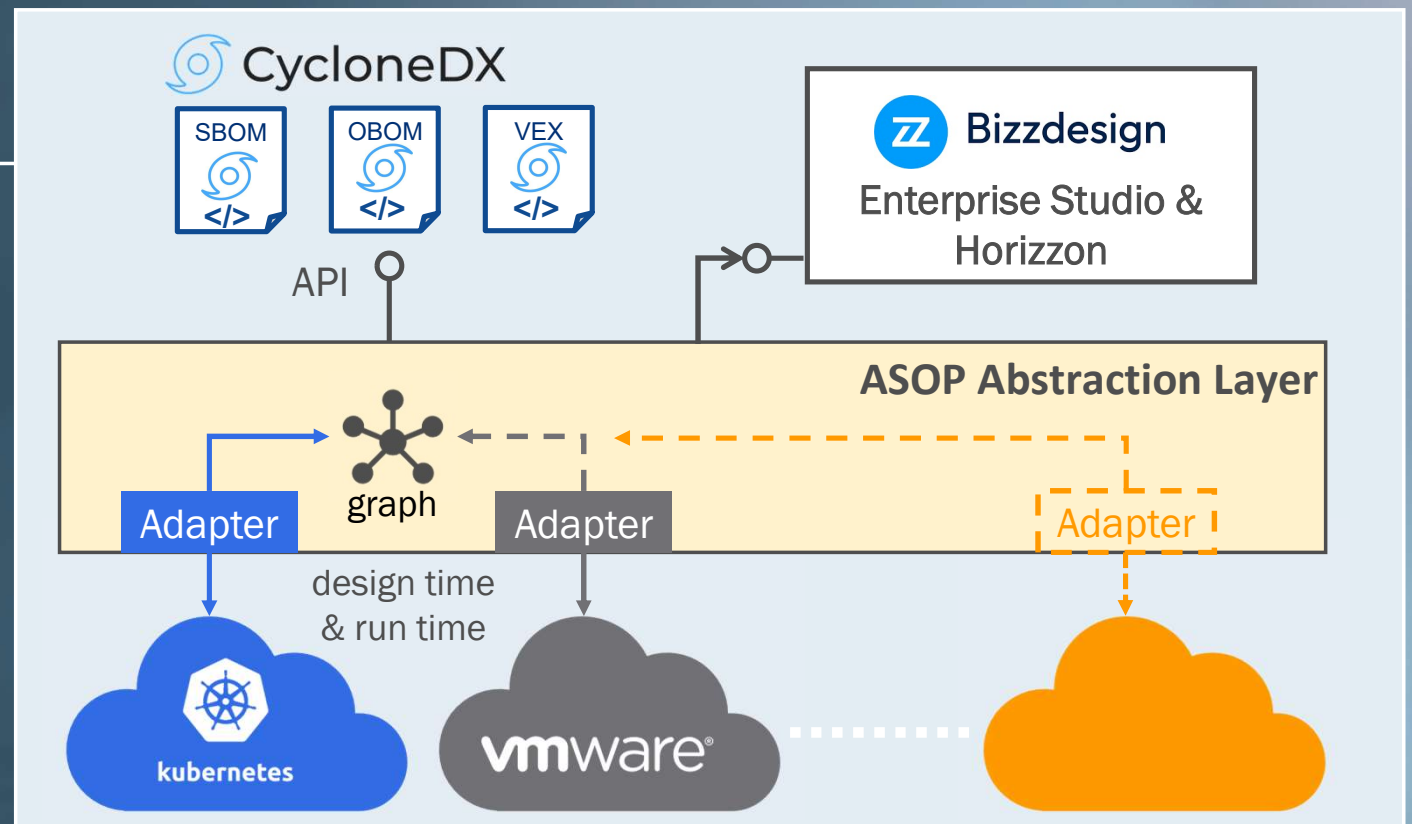 CycloneDX
SBOM
</>
OBOM
</>
VEX
</>
Bizzdesign
Enterprise Studio &
Horizzon
API
ASOP Abstraction Layer
graph
Adapter
Adapter
Adapter
design time
& run time
kubernetes
vmware®